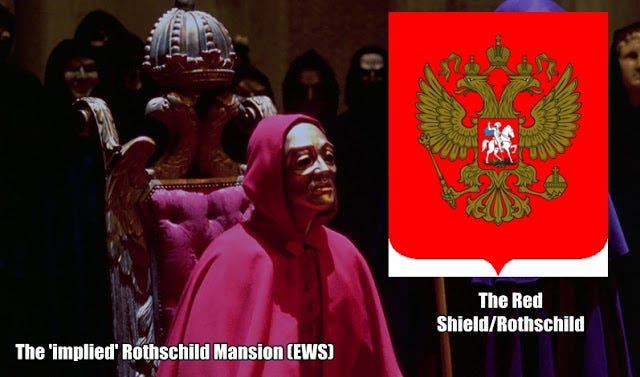 The Red
Shield/Rothschild
The 'implied' Rothschild Mansion (EWS)